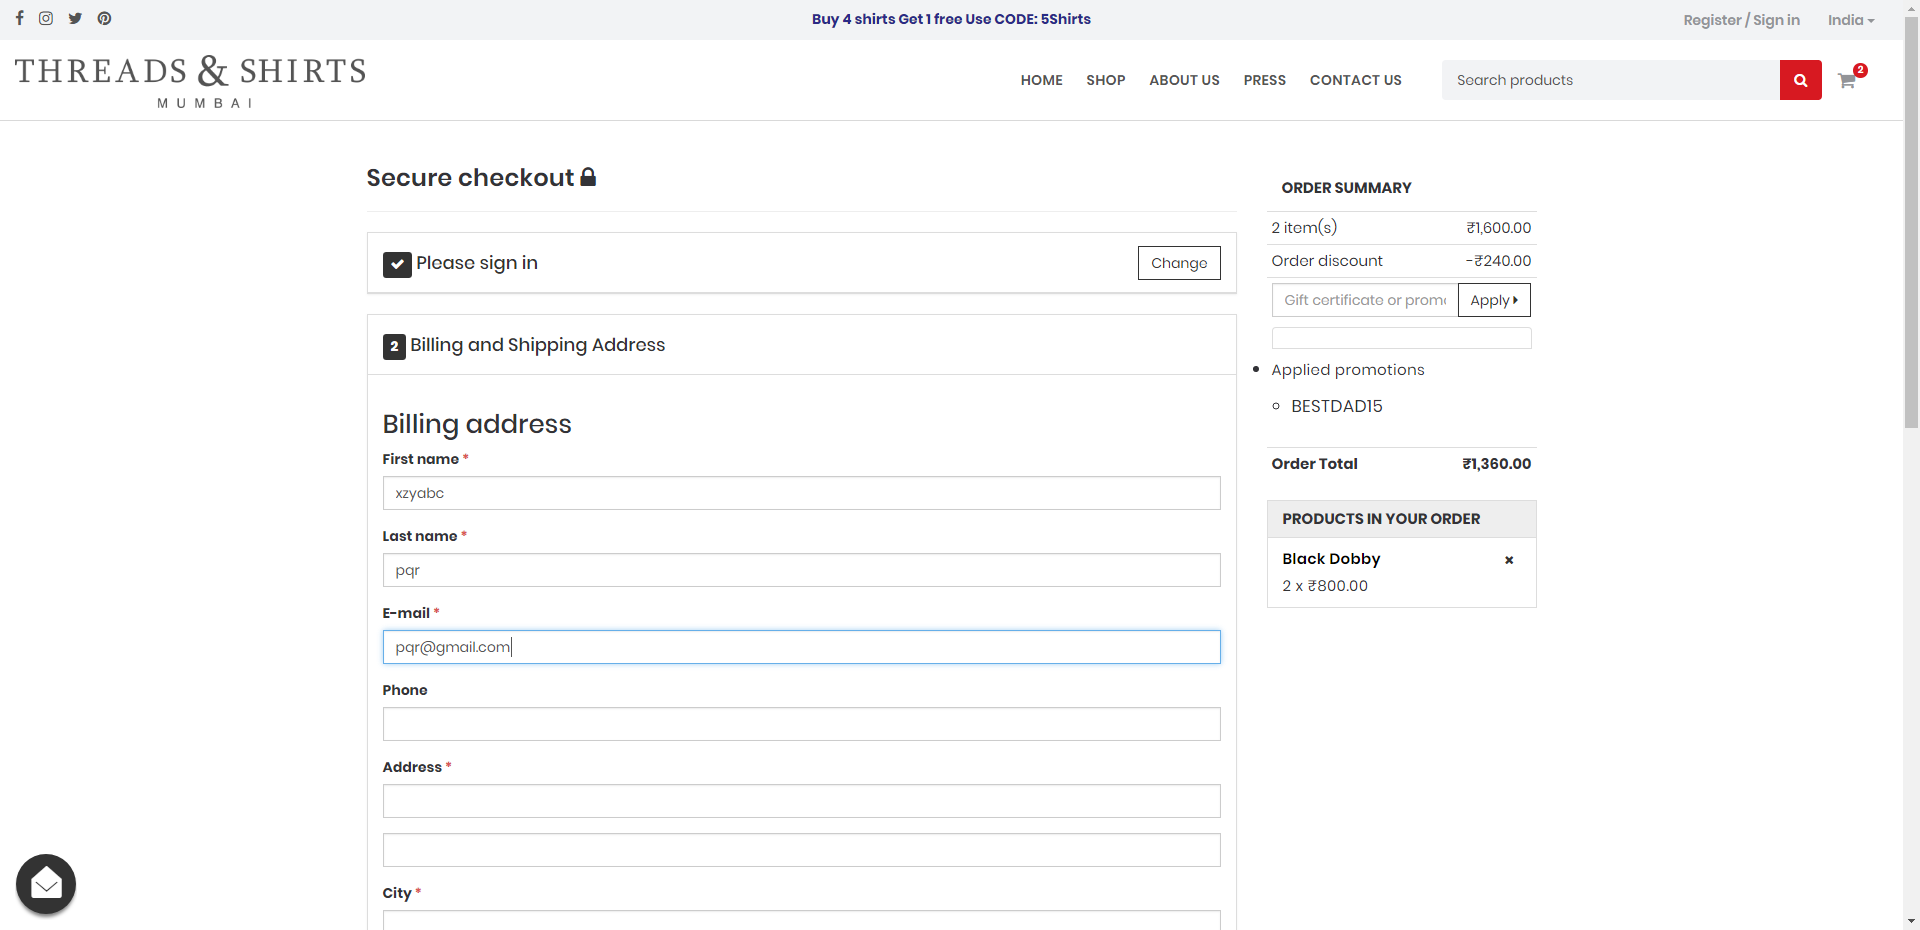 Buy 4 shirts Get 1 free Use CODE: 5Shirts
Register / Sign in
India
THREADS & SHIRTS
MUMBAI
HOME
SHOP
ABOUT US
PRESS
CONTACT US
Search products
2
Secure checkout
Please sign in
Change
2 Billing and Shipping Address
Billing address
First name *
xzyabc
Last name *
pqr
E-mail *
pqr@gmail.com
Phone
Address *
City *
ORDER SUMMARY
2 item(s) ₹1,600.00
Order discount -₹240.00
Gift certificate or prom
Apply
Applied promotions
BESTDAD15
Order Total ₹1,360.00
PRODUCTS IN YOUR ORDER
Black Dobby
2 x ₹800.00